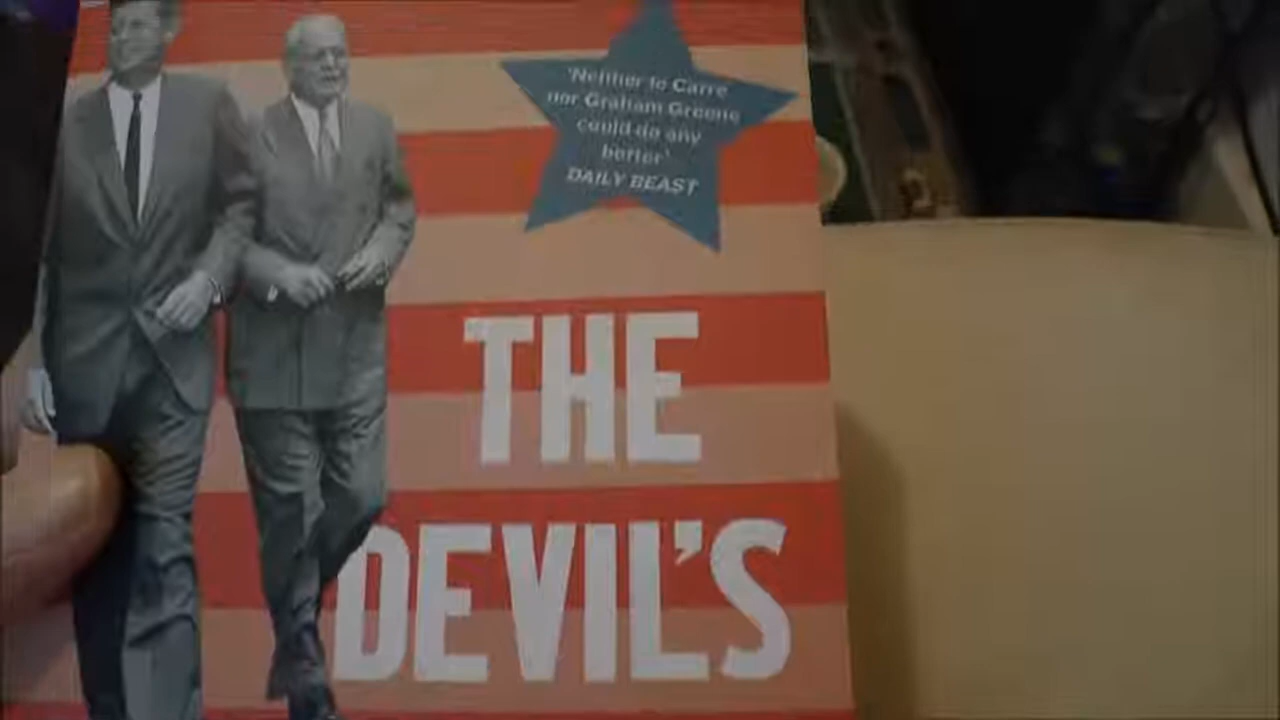 'Neither le Carre
nor Graham Greene
could do any
better'
DAILY BEAST
THE
DEVIL'S